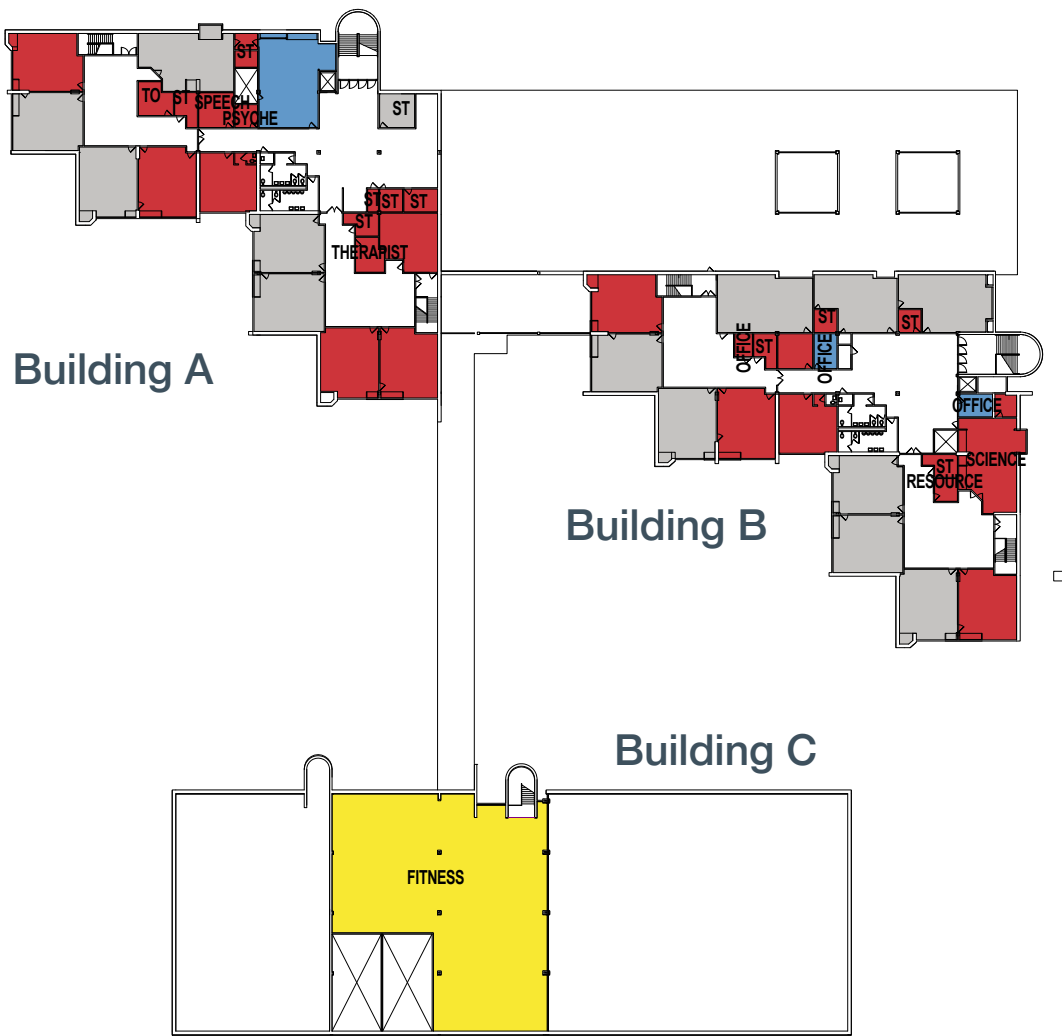 ST
TO
ST
SPEECH
PSYCHE
ST
ST
ST
ST
ST
THERAPIST
Building A
OFFICE
ST
ST
OFFICE
ST
OFFICE
SCIENCE
ST
RESOURCE
Building B
Building C
FITNESS